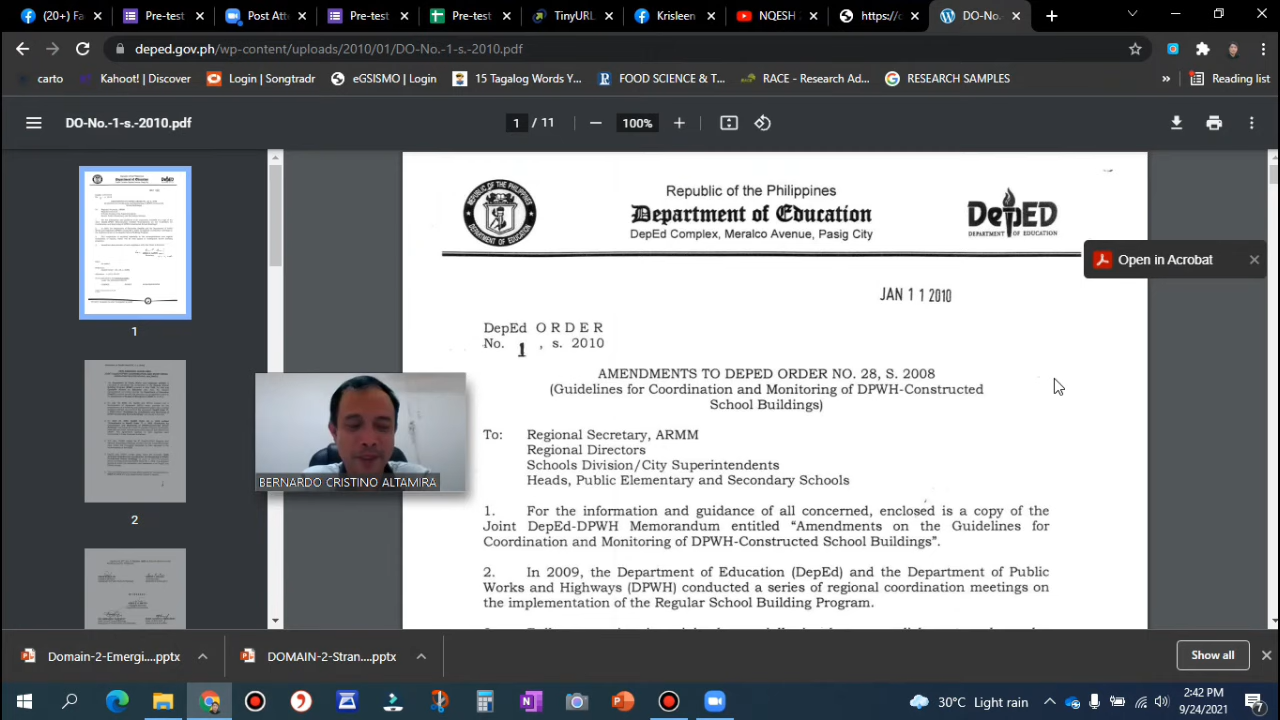 Post Att
Pre-test
Post Att
Pre-test
TinyURL
Kreisen
NQESH
https://c
DO-No.
deped.gov.ph/wp-content/uploads/2010/01/DO-No.-1-s.-2010.pdf
carto
Kahoot! | Discover
Login | Songtradr
eGSISMO | Login
15 Tagalog Words Y...
FOOD SCIENCE & T...
RACE - Research Ad...
RESEARCH SAMPLES
»
Reading list
DO-No.-1-s.-2010.pdf
1 / 11
100%
Republic of the Philippines
Department of Education
DepEd Complex, Meralco Avenue, Pasig City
DepED
DEPARTMENT OF EDUCATION
Open in Acrobat
JAN 11 2010
DepEd ORDER
No. 1 , s. 2010
AMENDMENTS TO DEPED ORDER NO. 28, S. 2008
(Guidelines for Coordination and Monitoring of DPWH-Constructed
School Buildings)
To: Regional Secretary, ARMM
Regional Directors
Schools Division/City Superintendents
Heads, Public Elementary and Secondary Schools
1. For the information and guidance of all concerned, enclosed is a copy of the
Joint DepEd-DPWH Memorandum entitled “Amendments on the Guidelines for
Coordination and Monitoring of DPWH-Constructed School Buildings”.
2. In 2009, the Department of Education (DepEd) and the Department of Public
Works and Highways (DPWH) conducted a series of regional coordination meetings on
the implementation of the Regular School Building Program.
1
2
BERNARDO CRISTINO ALTAMIRA
Domain-2-Emergi....pptx
DOMAIN-2-Stran....pptx
Show all
30°C Light rain
2:42 PM
9/24/2021